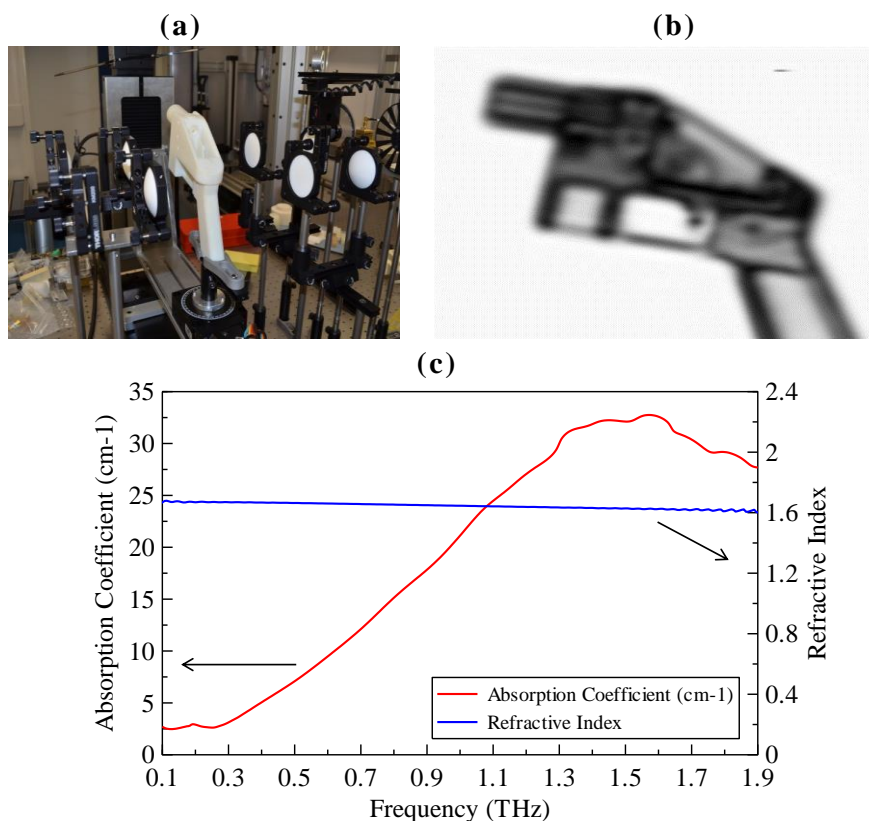 (a)
(b)
(c)
Absorption Coefficient (cm-1)
35
30
25
20
15
10
5
0
2.4
2
1.6
1.2
0.8
0.4
0
Refractive Index
Absorption Coefficient (cm-1)
Refractive Index
0.1 0.3 0.5 0.7 0.9 1.1 1.3 1.5 1.7 1.9
Frequency (THz)